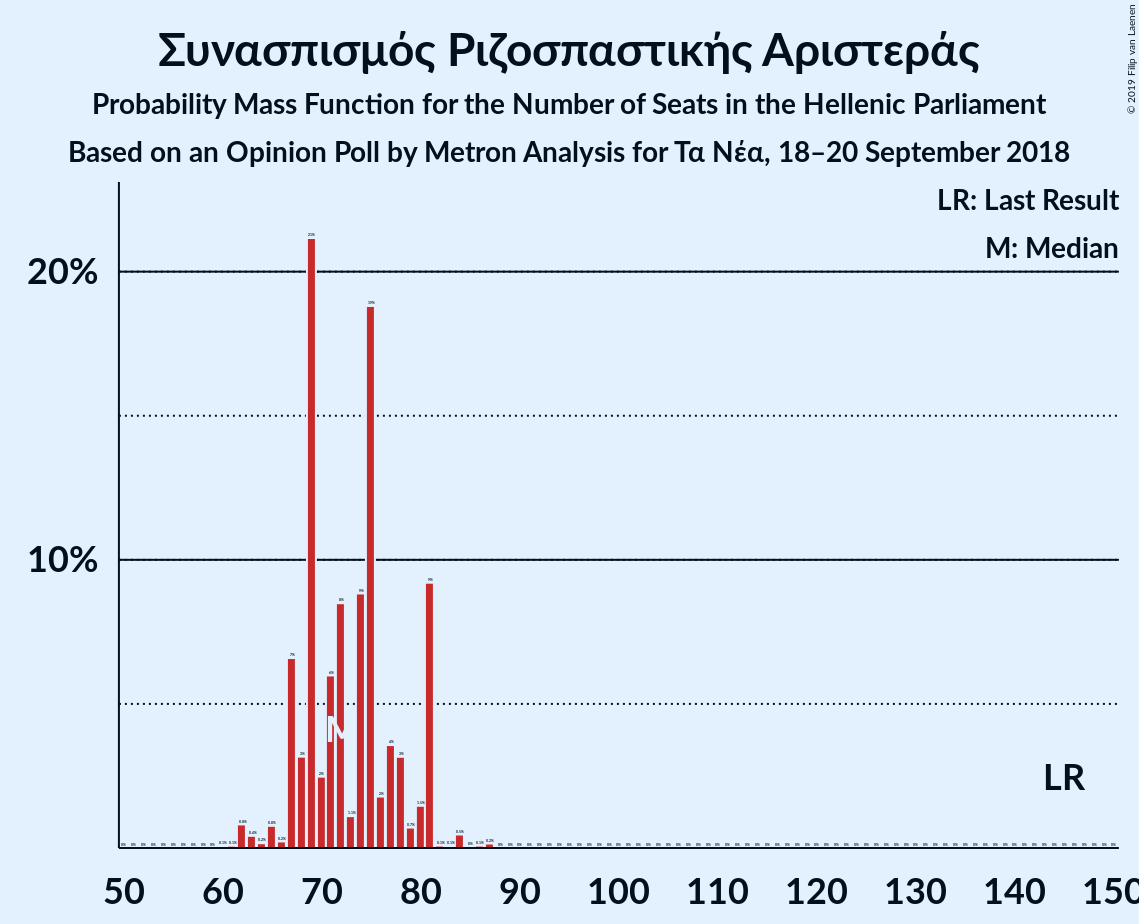 © 2019 Filip van Laenen
Συνασπισμός Ριζοσπαστικής Αριστεράς
Probability Mass Function for the Number of Seats in the Hellenic Parliament
Based on an Opinion Poll by Metron Analysis for Τα Νέα, 18–20 September 2018
LR: Last Result
M: Median
20%
10%
M
LR
50 60 70 80 90 100 110 120 130 140 150